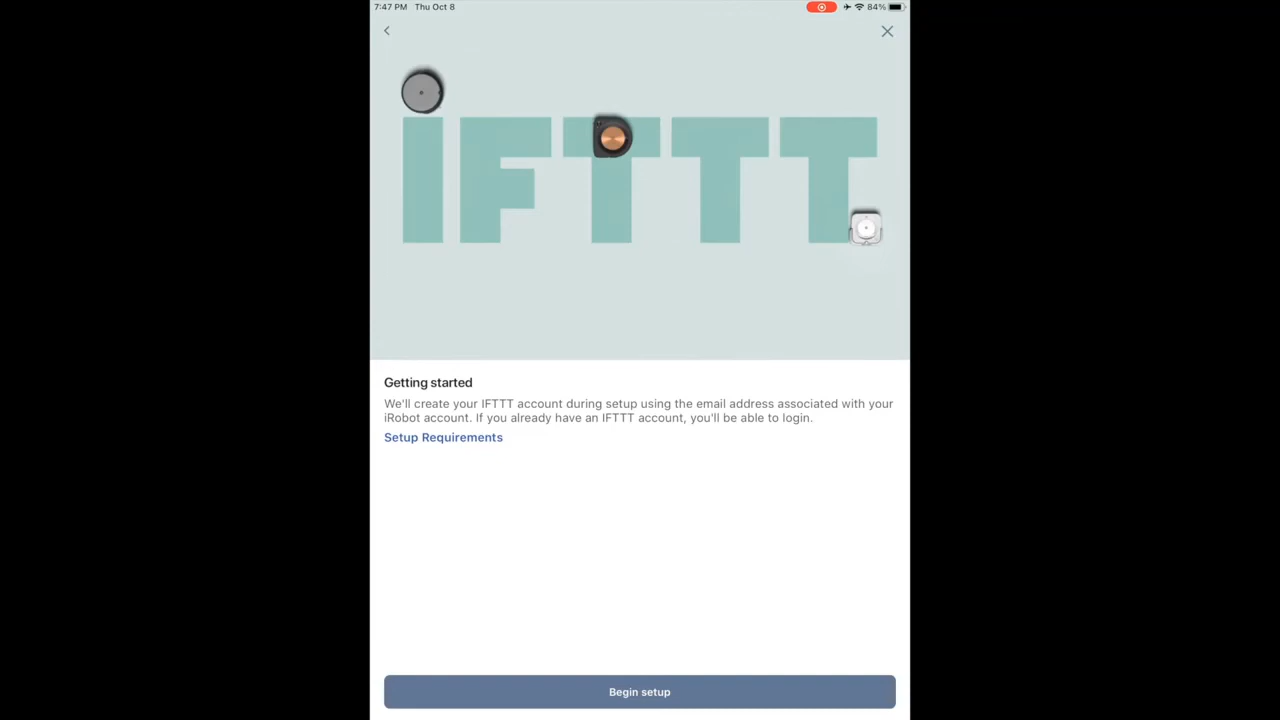 7:47 PM Thu Oct 8 84%
IFTTT
Getting started
We'll create your IFTTT account during setup using the email address associated with your
iRobot account. If you already have an IFTTT account, you'll be able to login.
Setup Requirements
Begin setup